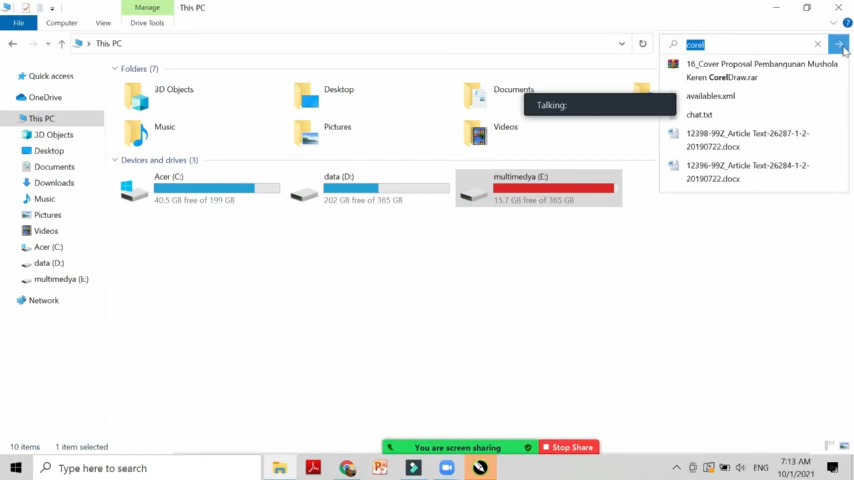 Manage
This PC
File
Computer
View
Drive Tools
This PC
corel
Quick access
OneDrive
This PC
3D Objects
Desktop
Documents
Downloads
Music
Pictures
Videos
Acer (C:)
data (D:)
multimedya (E:)
Network
Folders (7)
3D Objects
Desktop
Documents
Music
Pictures
Videos
Talking:
Devices and drives (3)
Acer (C:)
40.5 GB free of 199 GB
data (D:)
202 GB free of 365 GB
multimedya (E:)
15.7 GB free of 365 GB
16_Cover Proposal Pembangunan Mushola
Keren CorelDraw.rar
availables.xml
chat.txt
12398-99Z_Article Text-26287-1-2-
20190722.docx
12396-99Z_Article Text-26284-1-2-
20190722.docx
10 items
1 item selected
You are screen sharing
Stop Share
Type here to search
ENG
7:13 AM
10/1/2021